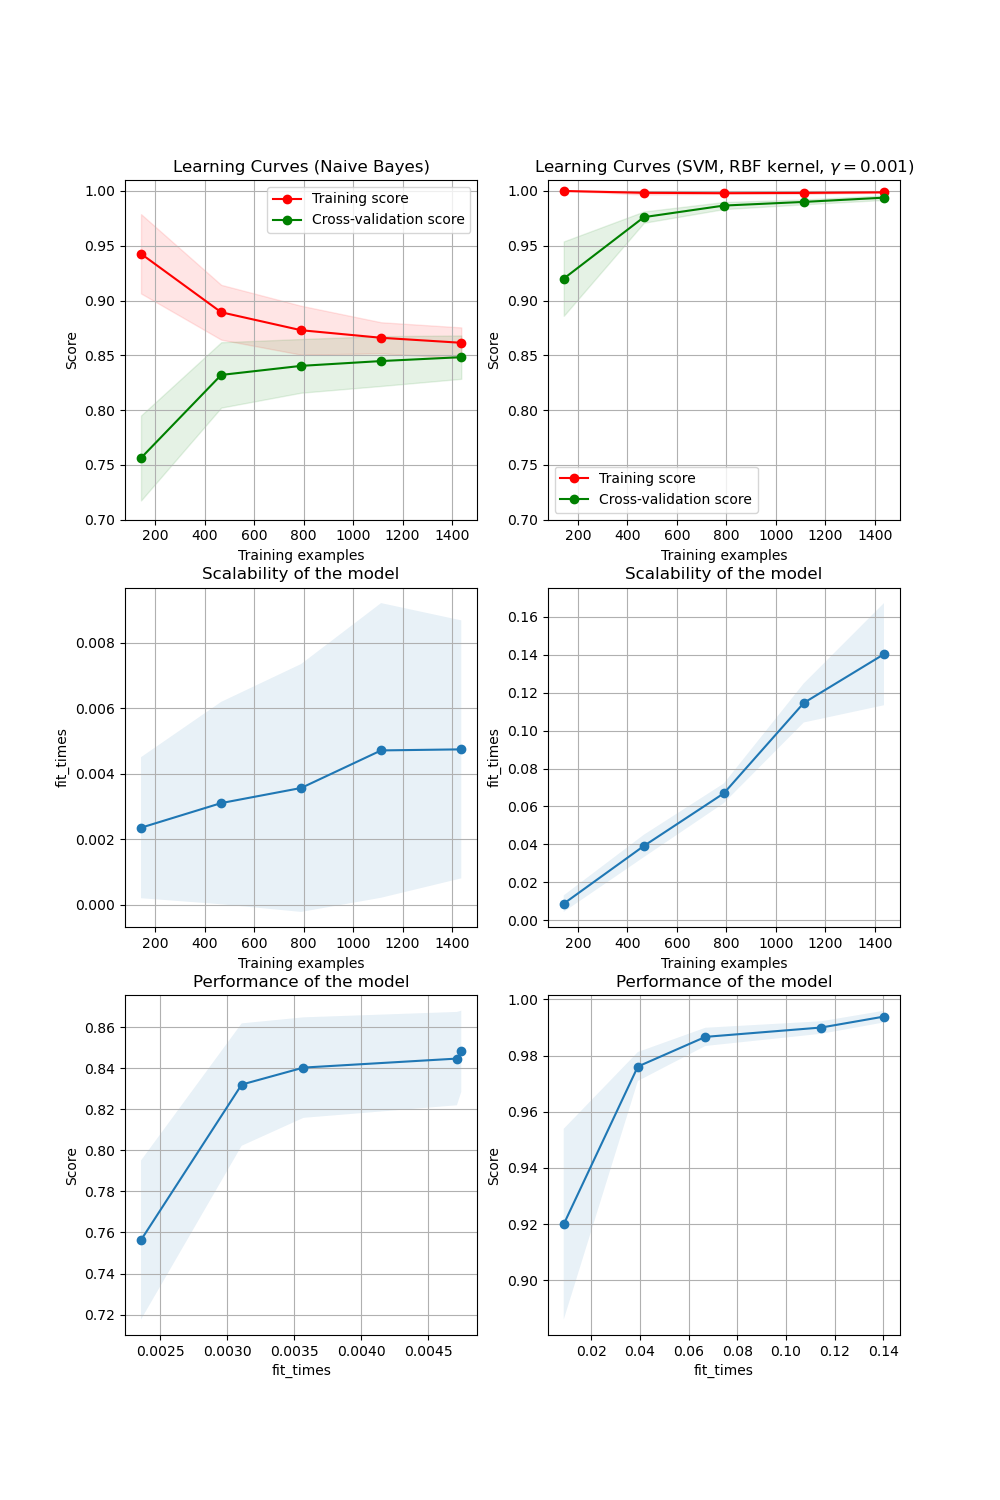 Learning Curves (Naive Bayes)
1.00
0.95
0.90
0.85
0.80
0.75
0.70
Score
Training score
Cross-validation score
200 400 600 800 1000 1200 1400
Training examples
Learning Curves (SVM, RBF kernel, γ = 0.001)
1.00
0.95
0.90
0.85
0.80
0.75
0.70
Score
Training score
Cross-validation score
200 400 600 800 1000 1200 1400
Training examples
Scalability of the model
0.008
0.006
0.004
0.002
0.000
fit_times
200 400 600 800 1000 1200 1400
Training examples
Scalability of the model
0.16
0.14
0.12
0.10
0.08
0.06
0.04
0.02
0.00
fit_times
200 400 600 800 1000 1200 1400
Training examples
Performance of the model
0.86
0.84
0.82
0.80
0.78
0.76
0.74
0.72
Score
0.0025 0.0030 0.0035 0.0040 0.0045
fit_times
Performance of the model
1.00
0.98
0.96
0.94
0.92
0.90
Score
0.02 0.04 0.06 0.08 0.10 0.12 0.14
fit_times